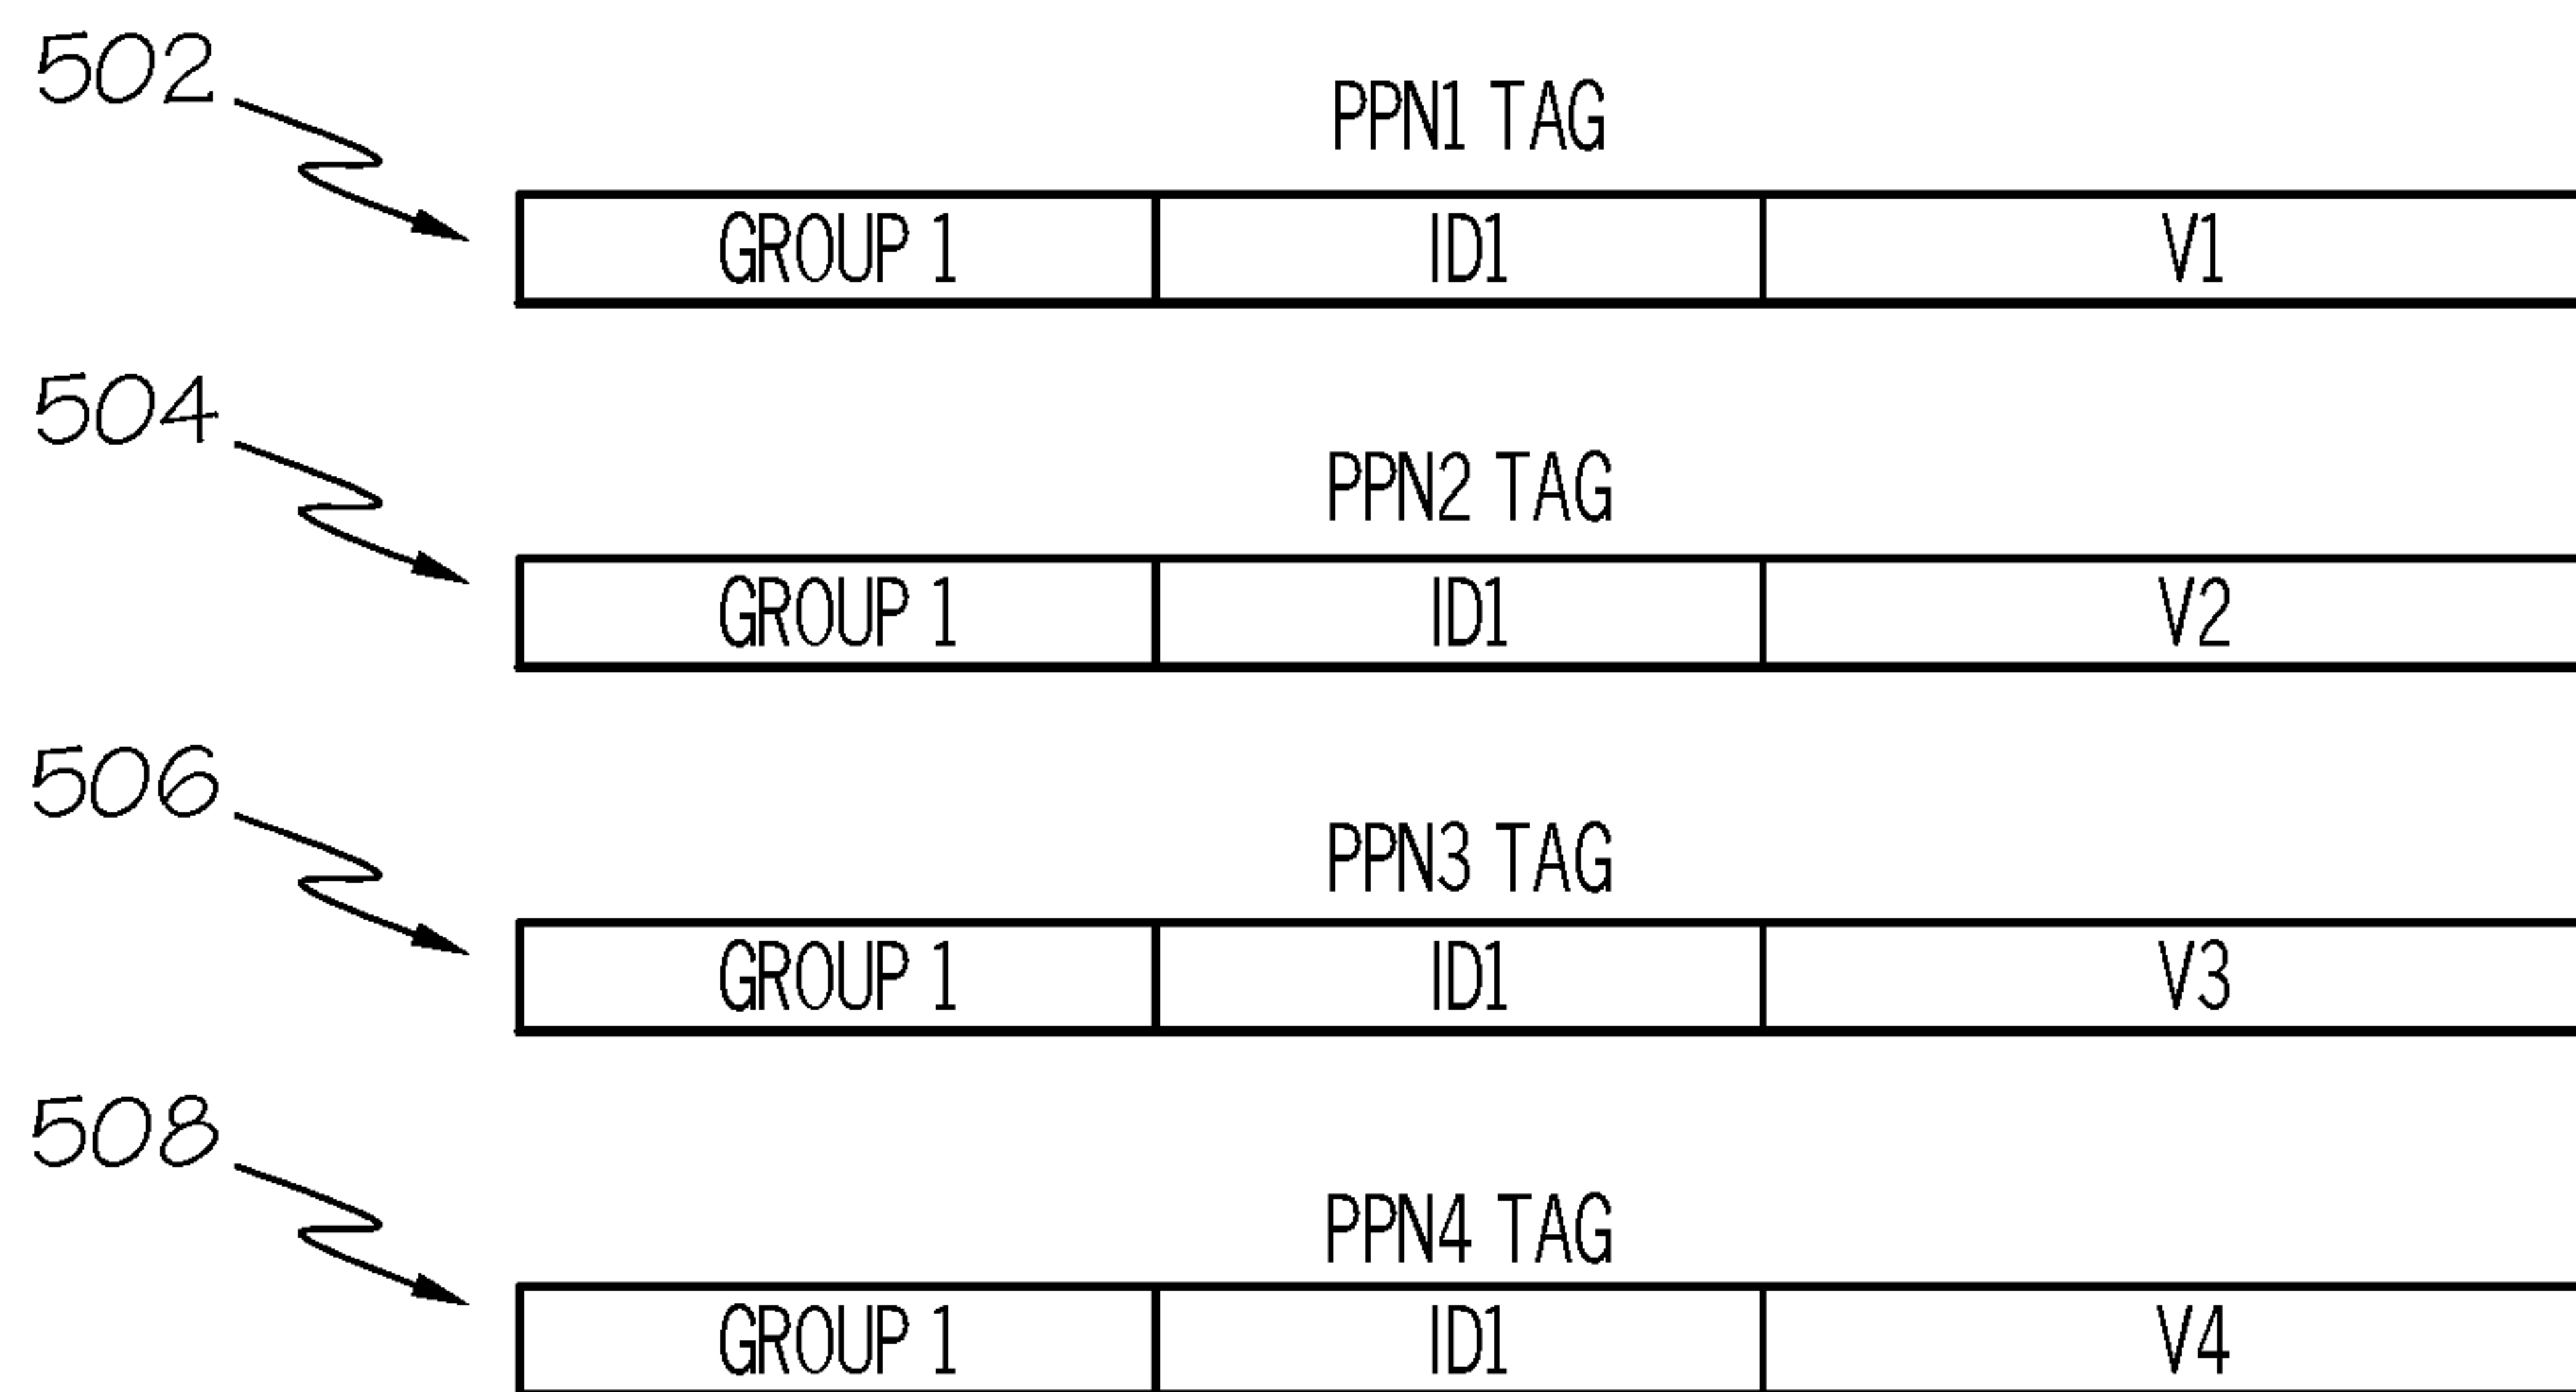 502
PPN1 TAG
GROUP 1 ID1 V1
504
PPN2 TAG
GROUP 1 ID1 V2
506
PPN3 TAG
GROUP 1 ID1 V3
508
PPN4 TAG
GROUP 1 ID1 V4